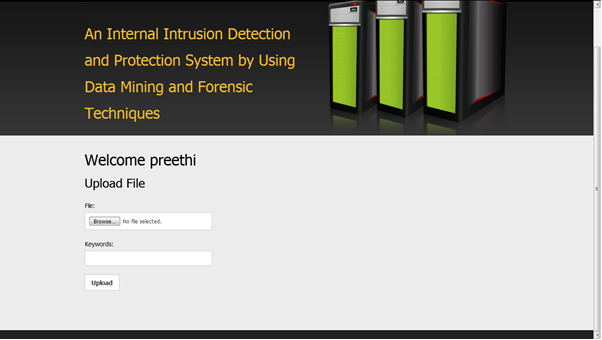 An Internal Intrusion Detection
and Protection System by Using
Data Mining and Forensic
Techniques
Welcome preethi
Upload File
File:
Browse... No file selected.
Keywords:
Upload